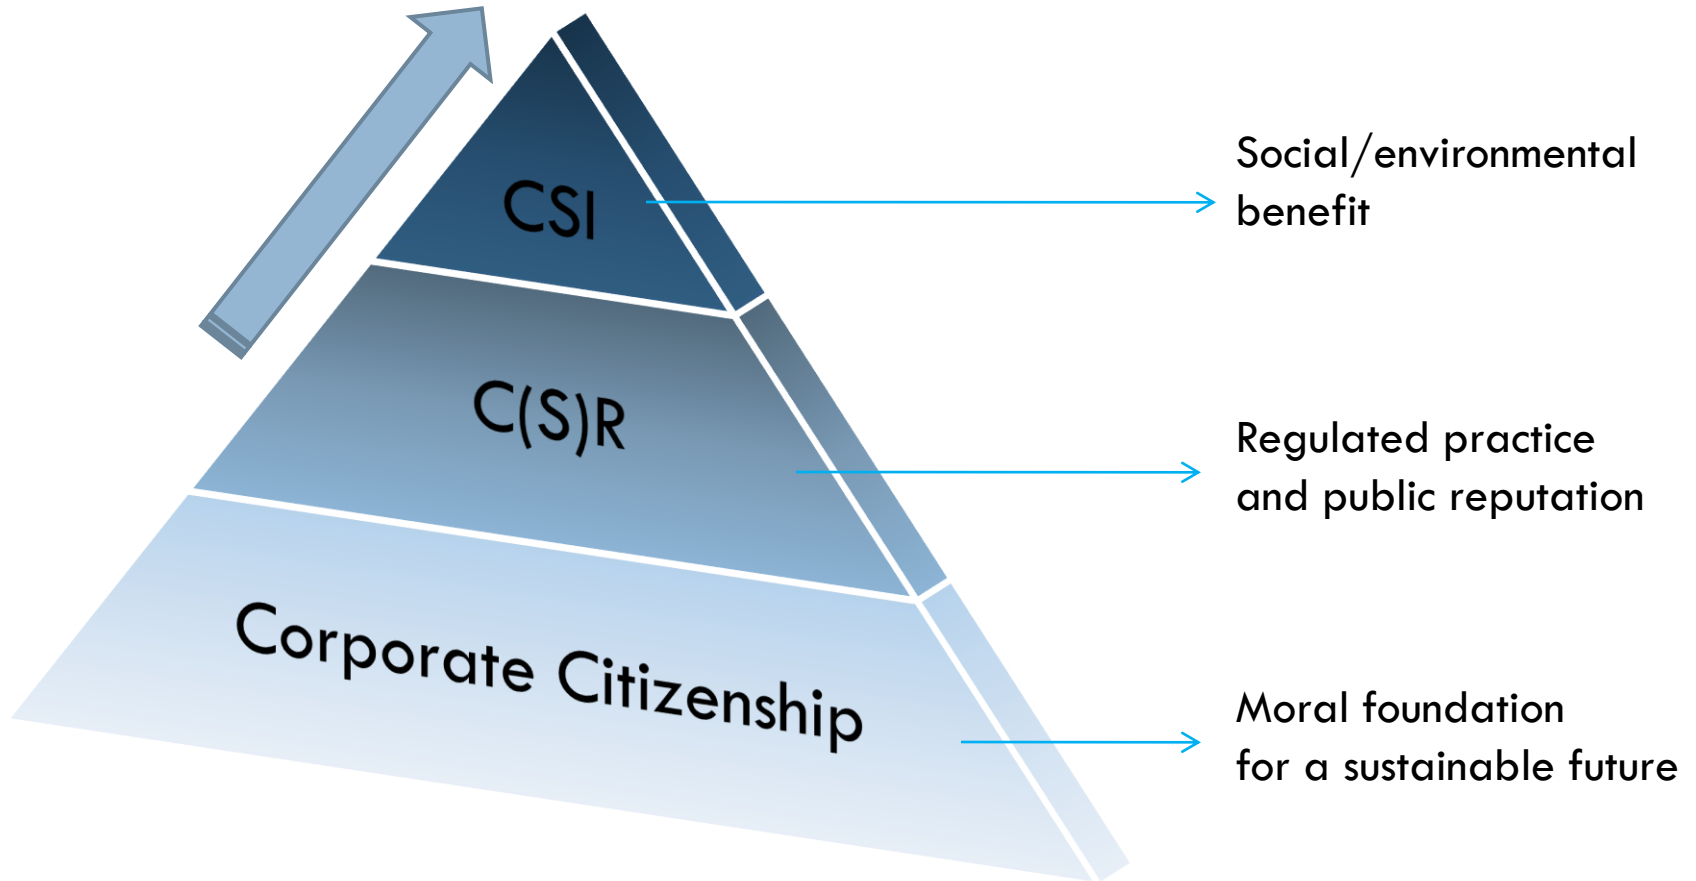 CSI
Social/environmental
benefit
C(S)R
Regulated practice
and public reputation
Corporate Citizenship
Moral foundation
for a sustainable future